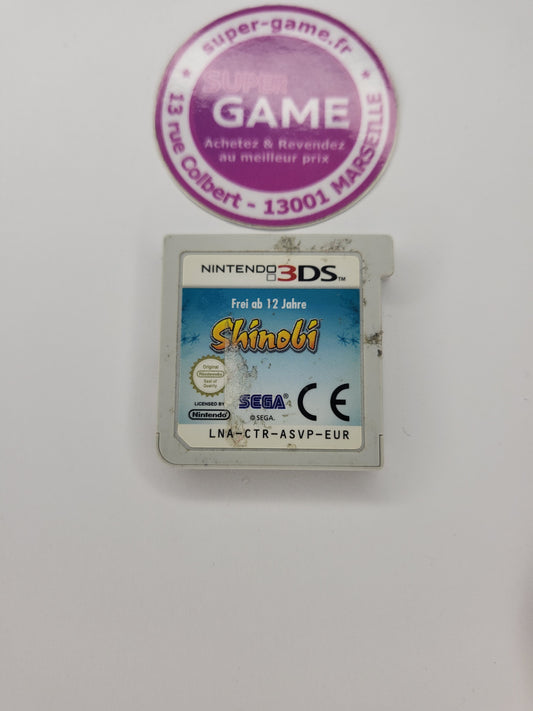 * super-game.fr *
SUPER
GAME
Achetez & Revendez
au meilleur prix
13 rue Colbert - 13001 MARSEILLE
NINTENDO 3DS™
Frei ab 12 Jahre
Shinobi
Original
Nintendo
Seal of
Quality
LICENSED BY
Nintendo
SEGA®
© SEGA.
CE
LNA-CTR-ASVP-EUR